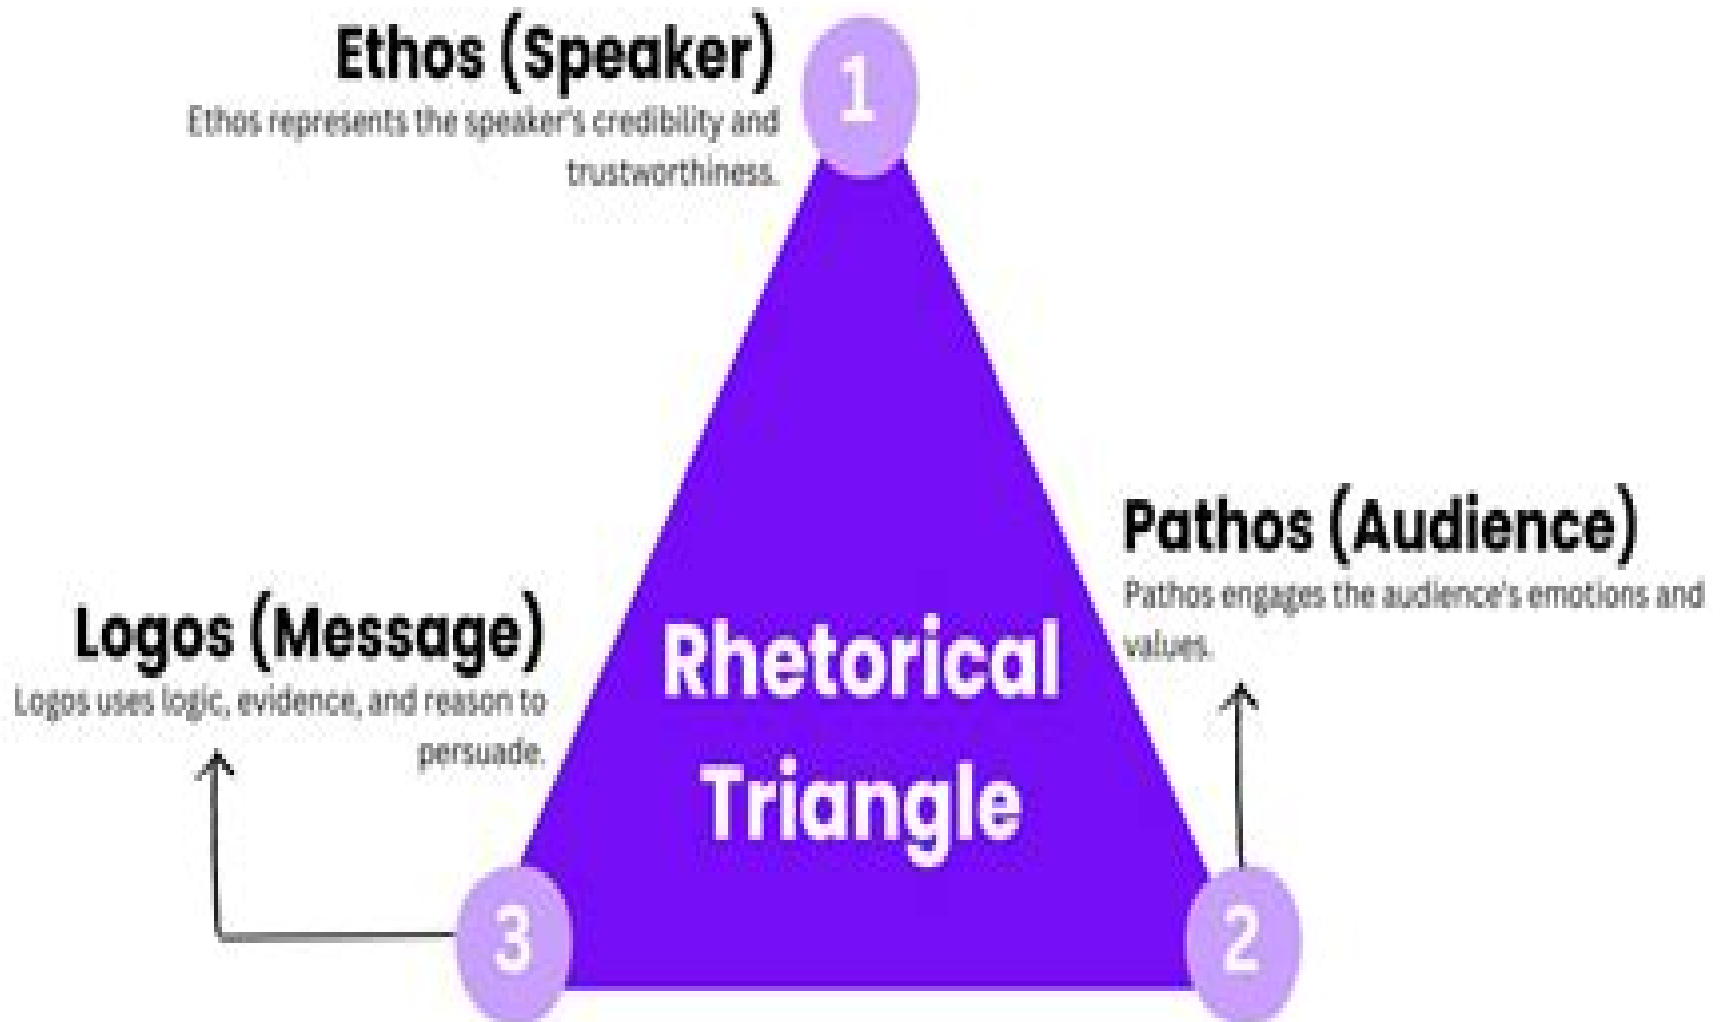 Ethos (Speaker)
Ethos represents the speaker's credibility and
trustworthiness.
1
Pathos (Audience)
Pathos engages the audience's emotions and
values.
Logos (Message)
Logos uses logic, evidence, and reason to
persuade.
Rhetorical
Triangle
3
2